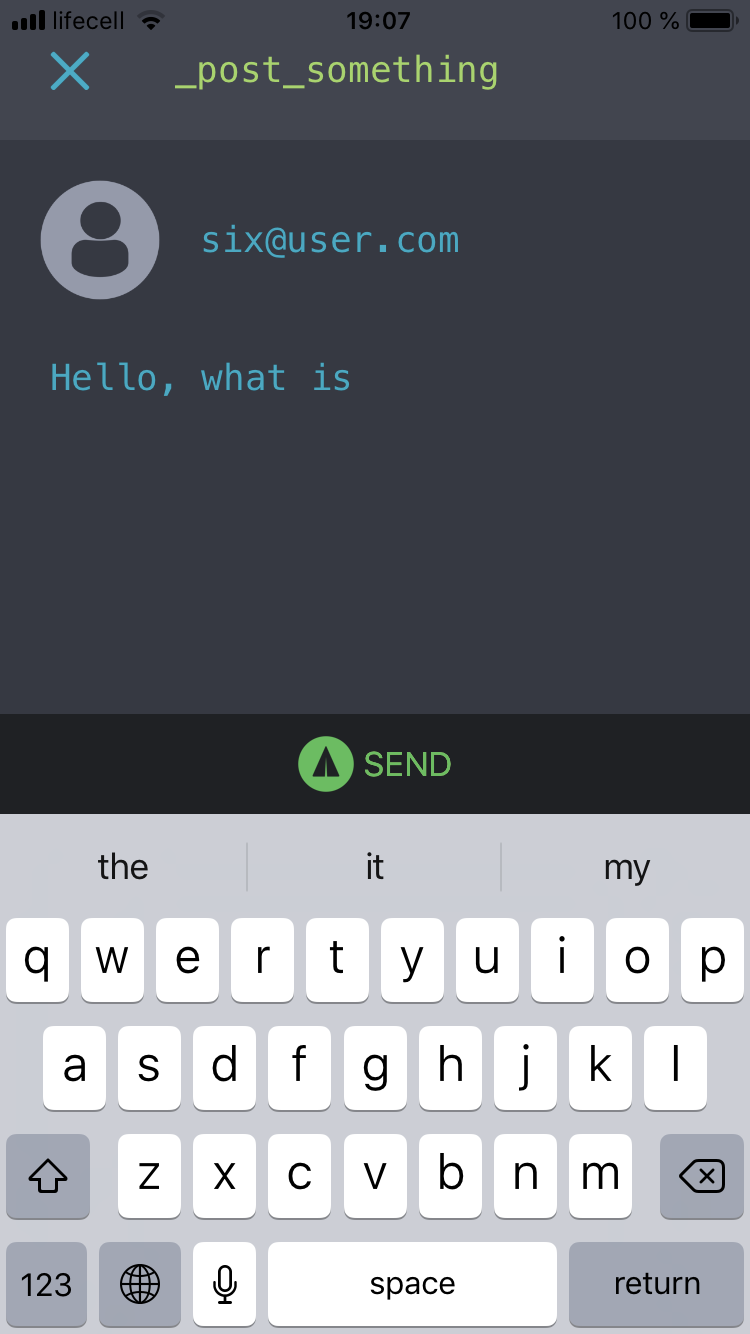 lifecell 19:07 100 %
_post_something
six@user.com
Hello, what is
SEND
the it my
q w e r t y u i o p
a s d f g h j k l
z x c v b n m
123 space return